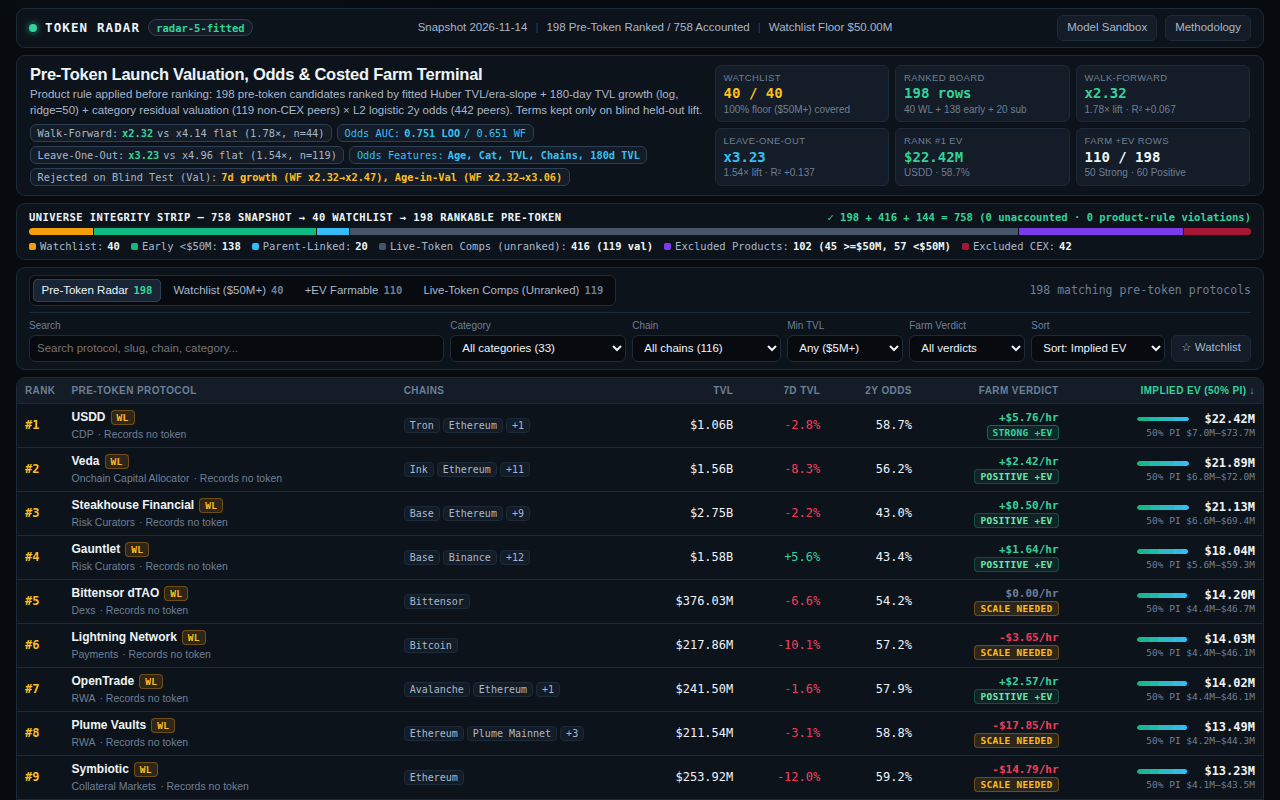 TOKEN RADAR radar-5-fitted Snapshot 2026-11-14 | 198 Pre-Token Ranked / 758 Accounted | Watchlist Floor $50.00M Model Sandbox Methodology
Pre-Token Launch Valuation, Odds & Costed Farm Terminal
Product rule applied before ranking: 198 pre-token candidates ranked by fitted Huber TVL/era-slope + 180-day TVL growth (log,
ridge=50) + category residual valuation (119 non-CEX peers) × L2 logistic 2y odds (442 peers). Terms kept only on blind held-out lift.
Walk-Forward: x2.32 vs x4.14 flat (1.78×, n=44) Odds AUC: 0.751 LOO / 0.651 WF
Leave-One-Out: x3.23 vs x4.96 flat (1.54×, n=119) Odds Features: Age, Cat, TVL, Chains, 180d TVL
Rejected on Blind Test (Val): 7d growth (WF x2.32→x2.47), Age-in-Val (WF x2.32→x3.06)
WATCHLIST
40 / 40
100% floor ($50M+) covered
RANKED BOARD
198 rows
40 WL + 138 early + 20 sub
WALK-FORWARD
x2.32
1.78× lift · R² +0.067
LEAVE-ONE-OUT
x3.23
1.54× lift · R² +0.137
RANK #1 EV
$22.42M
USDD · 58.7%
FARM +EV ROWS
110 / 198
50 Strong · 60 Positive
UNIVERSE INTEGRITY STRIP — 758 SNAPSHOT → 40 WATCHLIST → 198 RANKABLE PRE-TOKEN ✓ 198 + 416 + 144 = 758 (0 unaccounted · 0 product-rule violations)
Watchlist: 40 Early <$50M: 138 Parent-Linked: 20 Live-Token Comps (unranked): 416 (119 val) Excluded Products: 102 (45 >=$50M, 57 <$50M) Excluded CEX: 42
Pre-Token Radar 198 Watchlist ($50M+) 40 +EV Farmable 110 Live-Token Comps (Unranked) 119 198 matching pre-token protocols
Search Category Chain Min TVL Farm Verdict Sort
Search protocol, slug, chain, category... All categories (33) All chains (116) Any ($5M+) All verdicts Sort: Implied EV ☆ Watchlist
RANK PRE-TOKEN PROTOCOL CHAINS TVL 7D TVL 2Y ODDS FARM VERDICT IMPLIED EV (50% PI) ↓
#1 USDD WL Tron Ethereum +1 $1.06B -2.8% 58.7% +$5.76/hr $22.42M
CDP · Records no token STRONG +EV 50% PI $7.0M–$73.7M
#2 Veda WL Ink Ethereum +11 $1.56B -8.3% 56.2% +$2.42/hr $21.89M
Onchain Capital Allocator · Records no token POSITIVE +EV 50% PI $6.8M–$72.0M
#3 Steakhouse Financial WL Base Ethereum +9 $2.75B -2.2% 43.0% +$0.50/hr $21.13M
Risk Curators · Records no token POSITIVE +EV 50% PI $6.6M–$69.4M
#4 Gauntlet WL Base Binance +12 $1.58B +5.6% 43.4% +$1.64/hr $18.04M
Risk Curators · Records no token POSITIVE +EV 50% PI $5.6M–$59.3M
#5 Bittensor dTAO WL Bittensor $376.03M -6.6% 54.2% $0.00/hr $14.20M
Dexs · Records no token SCALE NEEDED 50% PI $4.4M–$46.7M
#6 Lightning Network WL Bitcoin $217.86M -10.1% 57.2% -$3.65/hr $14.03M
Payments · Records no token SCALE NEEDED 50% PI $4.4M–$46.1M
#7 OpenTrade WL Avalanche Ethereum +1 $241.50M -1.6% 57.9% +$2.57/hr $14.02M
RWA · Records no token POSITIVE +EV 50% PI $4.4M–$46.1M
#8 Plume Vaults WL Ethereum Plume Mainnet +3 $211.54M -3.1% 58.8% -$17.85/hr $13.49M
RWA · Records no token SCALE NEEDED 50% PI $4.2M–$44.3M
#9 Symbiotic WL Ethereum $253.92M -12.0% 59.2% -$14.79/hr $13.23M
Collateral Markets · Records no token SCALE NEEDED 50% PI $4.1M–$43.5M